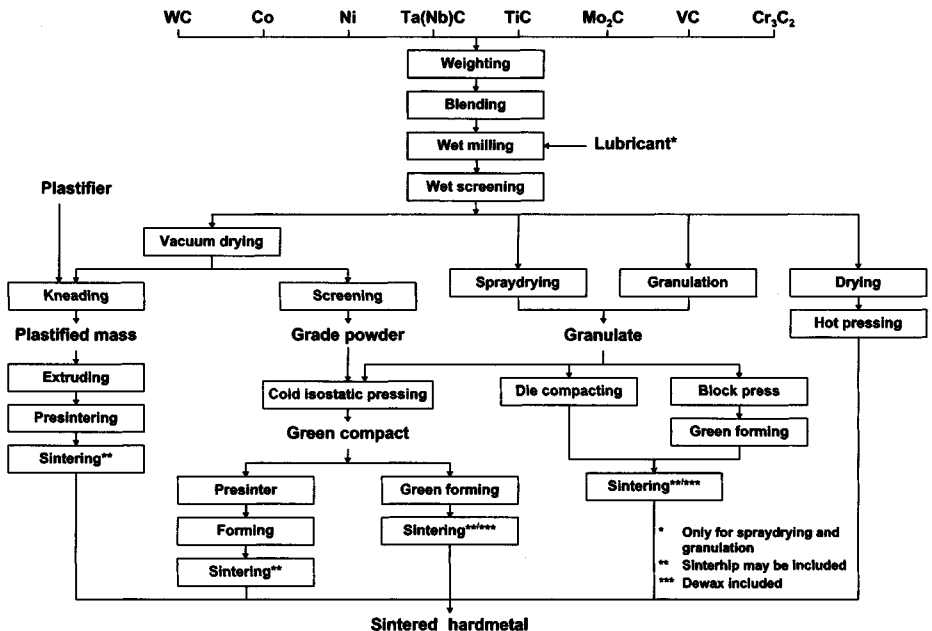 WC Co Ni Ta(Nb)C TiC Mo₂C VC Cr₃C₂
Weighting
Blending
Wet milling
Lubricant*
Wet screening
Plastifier
Vacuum drying
Kneading
Screening
Spraydrying
Granulation
Drying
Plastified mass
Grade powder
Granulate
Hot pressing
Extruding
Cold isostatic pressing
Die compacting
Block press
Presintering
Green compact
Green forming
Sintering**
Presinter
Green forming
Sintering**/***
Forming
Sintering**/***
Sintering**
* Only for spraydrying and
granulation
** Sinterhip may be included
*** Dewax included
Sintered hardmetal